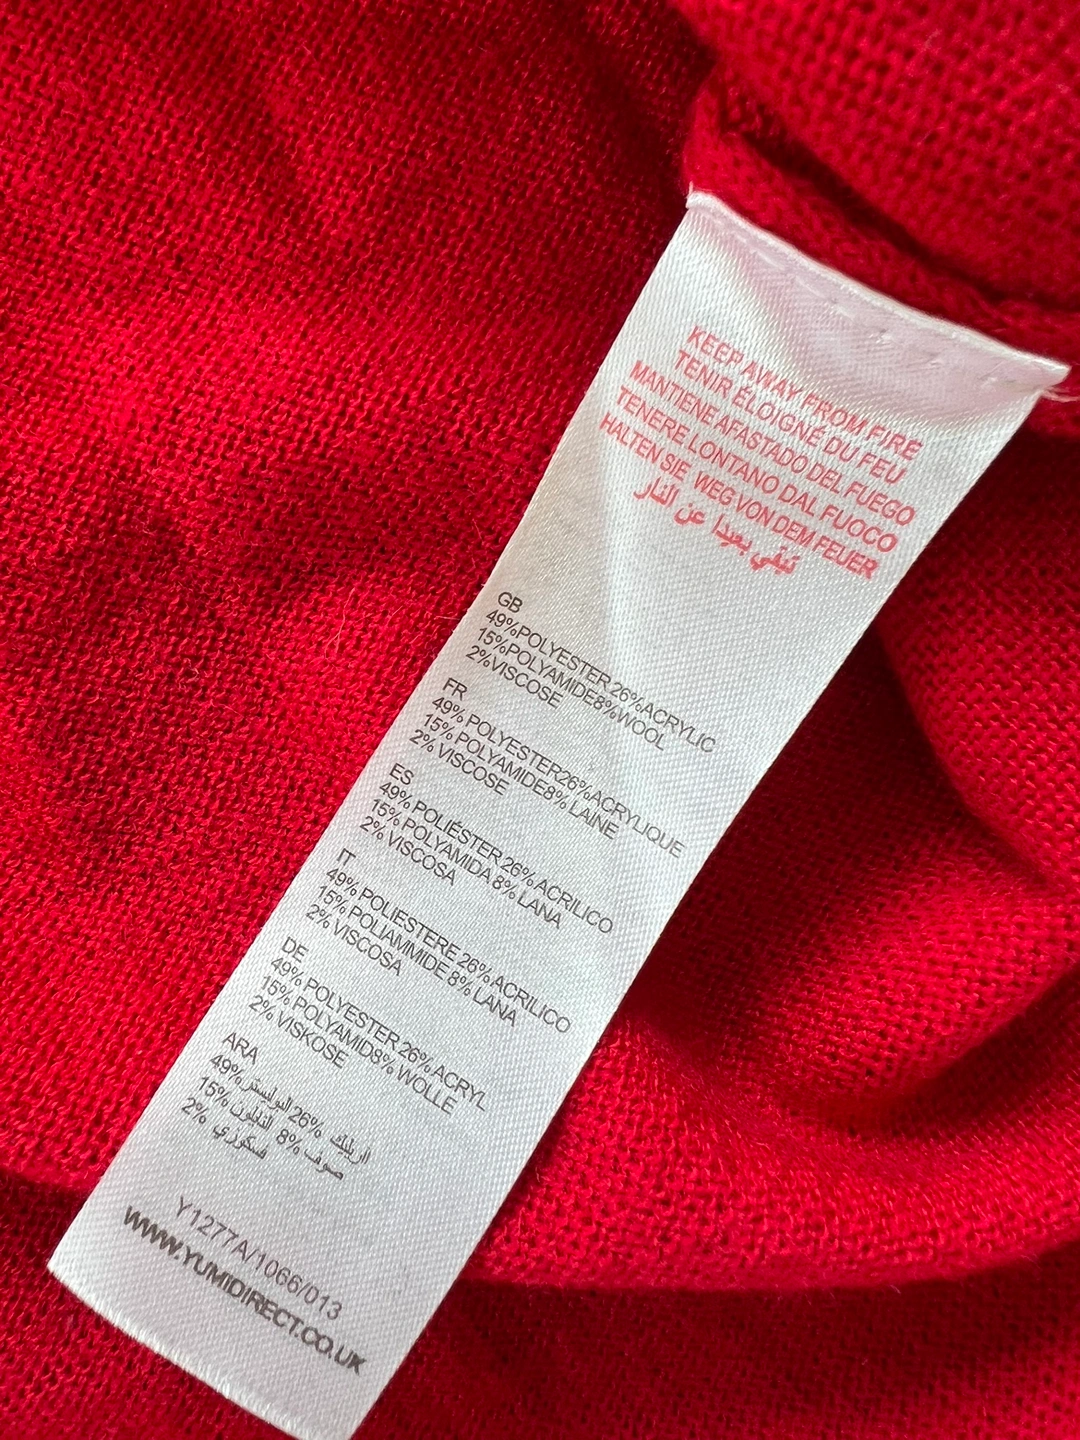 KEEP AWAY FROM FIRE
TENIR ÉLOIGNÉ DU FEU
MANTIENE AFASTADO DEL FUEGO
TENERE LONTANO DAL FUOCO
HALTEN SIE WEG VON DEM FEUER
تبقي بعيدا عن النار
GB
49%POLYESTER 26%ACRYLIC
15%POLYAMIDE8%WOOL
2%VISCOSE
FR
49% POLYESTER26%ACRYLIQUE
15% POLYAMIDE8% LAINE
2% VISCOSE
ES
49% POLIÉSTER 26% ACRILICO
15% POLYAMIDA 8% LANA
2% VISCOSA
IT
49% POLIESTERE 26% ACRILICO
15% POLIAMMIDE 8% LANA
2% VISCOSA
DE
49% POLYESTER 26% ACRYL
15% POLYAMID8% WOLLE
2% VISKOSE
ARA
49% البوليستر 26% اكريليك
15% النايلون 8% صوف
2% فسكوزي
Y1277A/1066/013
WWW.YUMIDIRECT.CO.UK